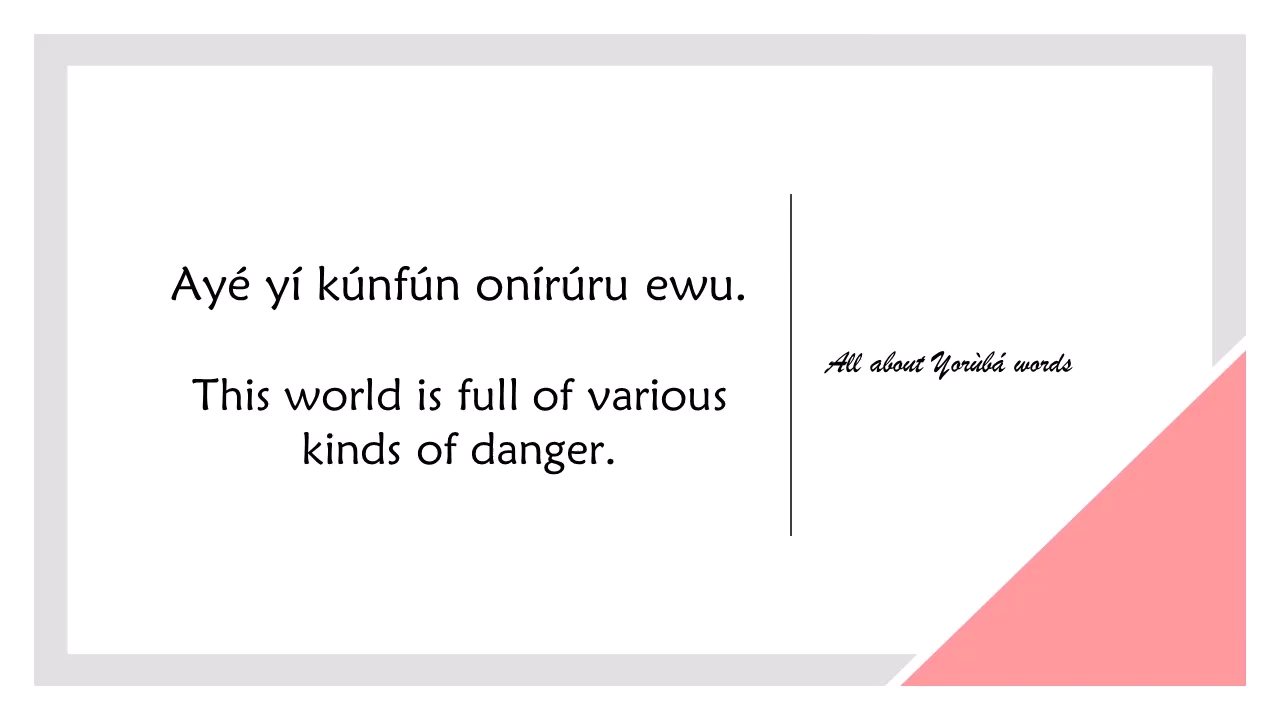 Ayé yí kúnfún onírúru ewu.
This world is full of various
kinds of danger.
All about Yorùbá words